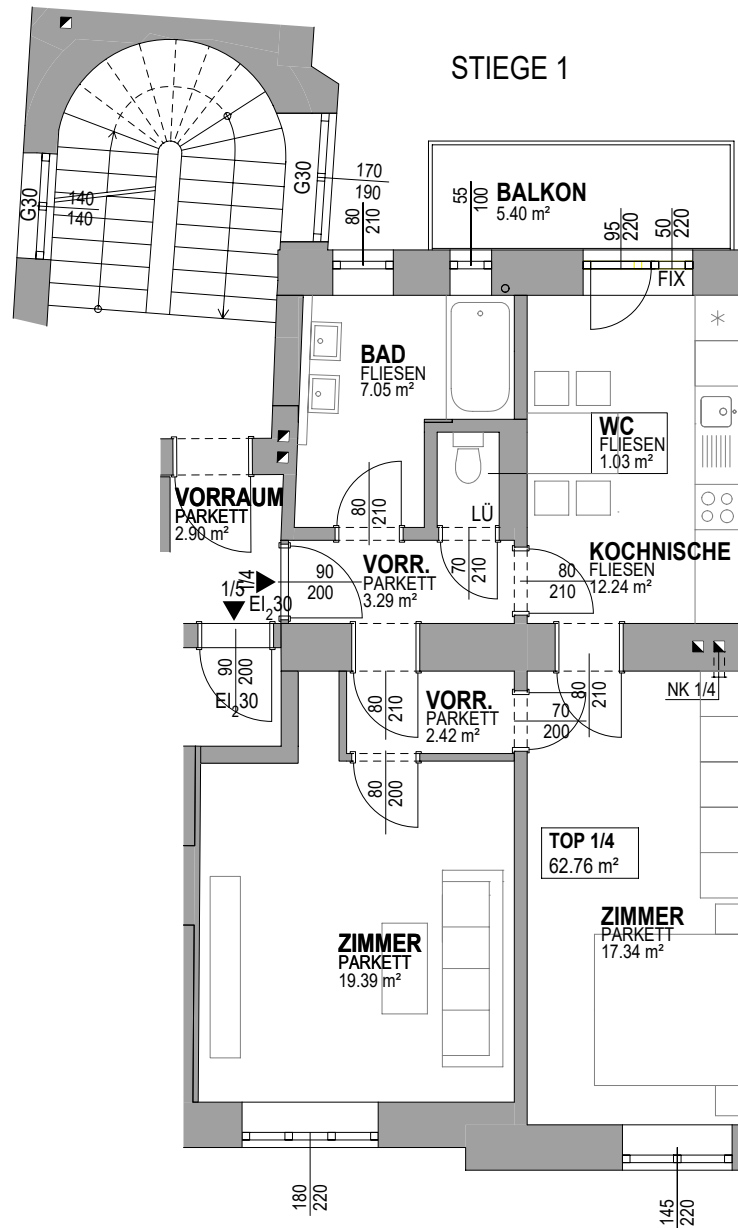 STIEGE 1
G30
140
140
G30
170
190
80
210
55
100
BALKON
5.40 m²
95
220
50
220
FIX
BAD
FLIESEN
7.05 m²
WC
FLIESEN
1.03 m²
VORRAUM
PARKETT
2.90 m²
80
210
LÜ
KOCHNISCHE
FLIESEN
12.24 m²
1/4
1/5
EI₂30
90
200
VORR.
PARKETT
3.29 m²
70
210
80
210
90
200
EI₂30
80
210
VORR.
PARKETT
2.42 m²
70
200
80
210
NK 1/4
80
200
TOP 1/4
62.76 m²
ZIMMER
PARKETT
19.39 m²
ZIMMER
PARKETT
17.34 m²
180
220
145
220